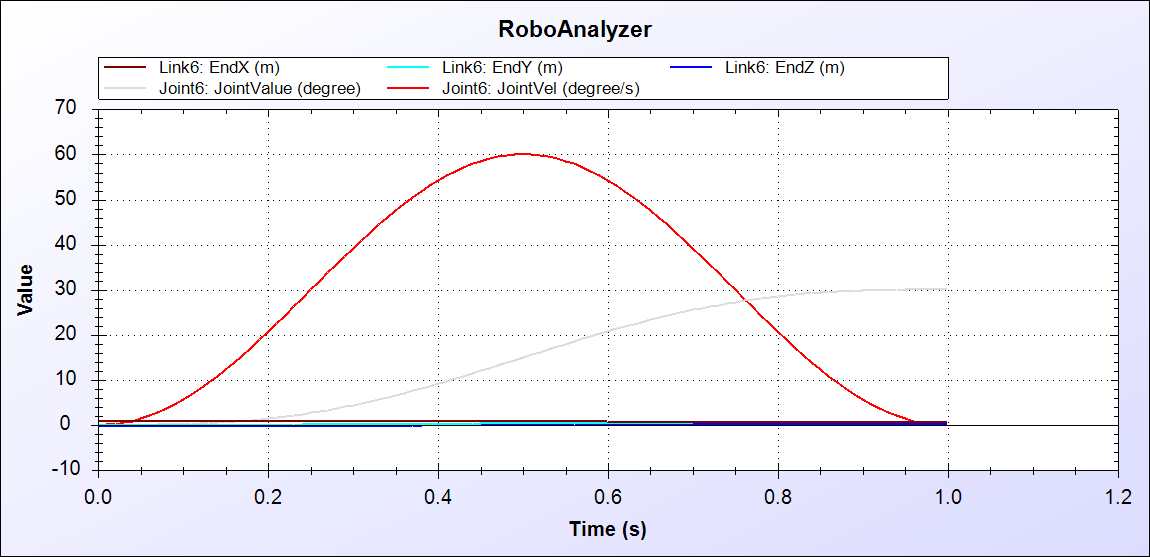 RoboAnalyzer
Link6: EndX (m) Link6: EndY (m) Link6: EndZ (m)
Joint6: JointValue (degree) Joint6: JointVel (degree/s)
70
60
50
40
30
20
10
0
-10
Value
0.0 0.2 0.4 0.6 0.8 1.0 1.2
Time (s)